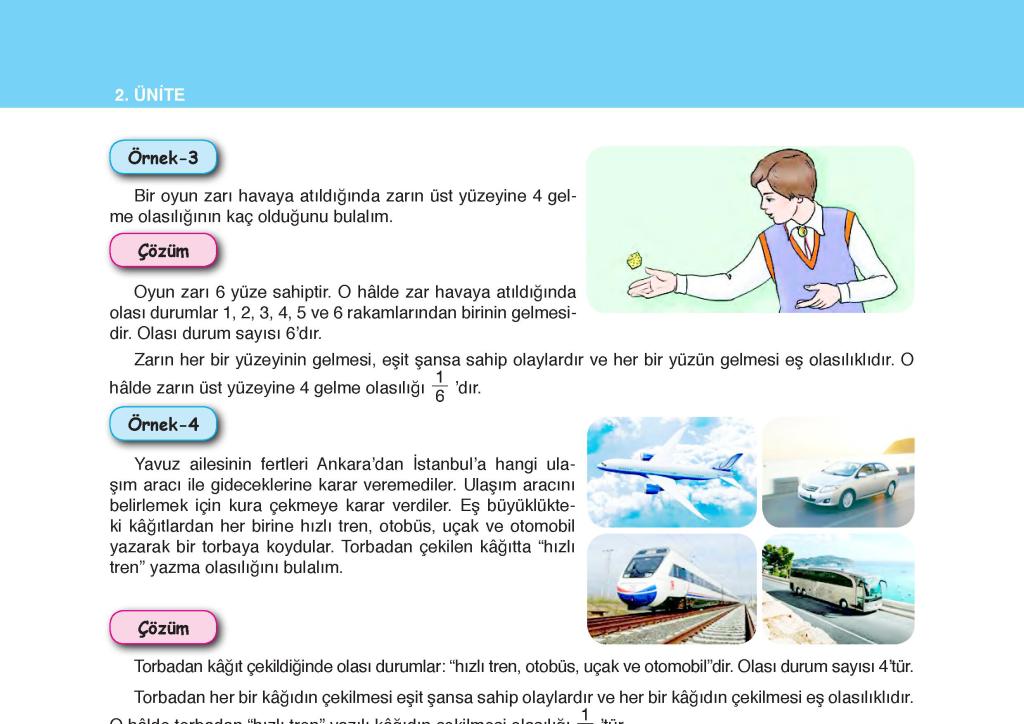 2. ÜNİTE
Örnek-3
Bir oyun zarı havaya atıldığında zarın üst yüzeyine 4 gel-
me olasılığının kaç olduğunu bulalım.
Çözüm
Oyun zarı 6 yüze sahiptir. O hâlde zar havaya atıldığında
olası durumlar 1, 2, 3, 4, 5 ve 6 rakamlarından birinin gelmesi-
dir. Olası durum sayısı 6’dır.
Zarın her bir yüzeyinin gelmesi, eşit şansa sahip olaylardır ve her bir yüzün gelmesi eş olasılıklıdır. O
hâlde zarın üst yüzeyine 4 gelme olasılığı 1/6 ’dır.
Örnek-4
Yavuz ailesinin fertleri Ankara’dan İstanbul’a hangi ula-
şım aracı ile gideceklerine karar veremediler. Ulaşım aracını
belirlemek için kura çekmeye karar verdiler. Eş büyüklükte-
ki kâğıtlardan her birine hızlı tren, otobüs, uçak ve otomobil
yazarak bir torbaya koydular. Torbadan çekilen kâğıtta “hızlı
tren” yazma olasılığını bulalım.
Çözüm
Torbadan kâğıt çekildiğinde olası durumlar: “hızlı tren, otobüs, uçak ve otomobil”dir. Olası durum sayısı 4’tür.
Torbadan her bir kâğıdın çekilmesi eşit şansa sahip olaylardır ve her bir kâğıdın çekilmesi eş olasılıklıdır.
O hâlde torbadan “hızlı tren” yazılı kâğıdın çekilmesi olasılığı 1 ’tür.